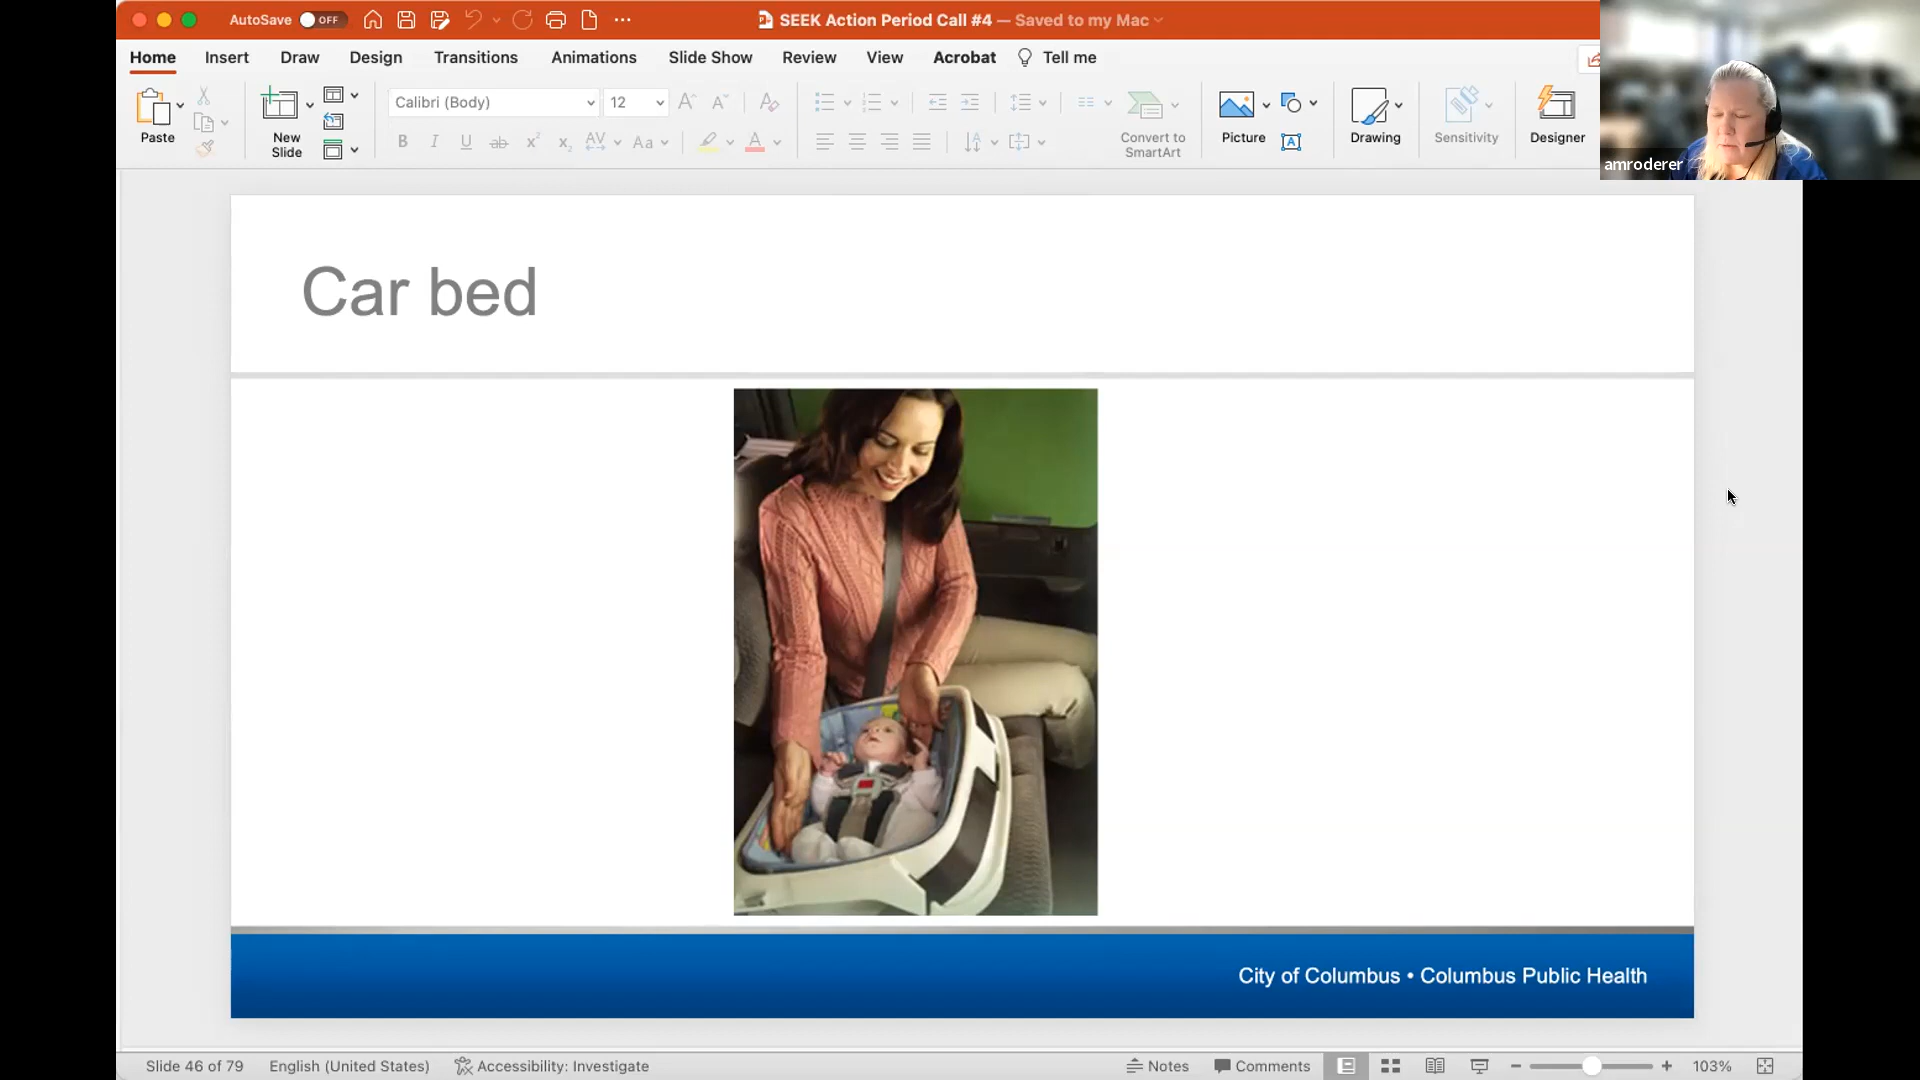 AutoSave OFF
SEEK Action Period Call #4 — Saved to my Mac
Home Insert Draw Design Transitions Animations Slide Show Review View Acrobat Tell me
Paste
New
Slide
Calibri (Body) 12
Convert to
SmartArt
Picture
Drawing
Sensitivity
Designer
amroderer
Car bed
City of Columbus • Columbus Public Health
Slide 46 of 79 English (United States) Accessibility: Investigate Notes Comments 103%